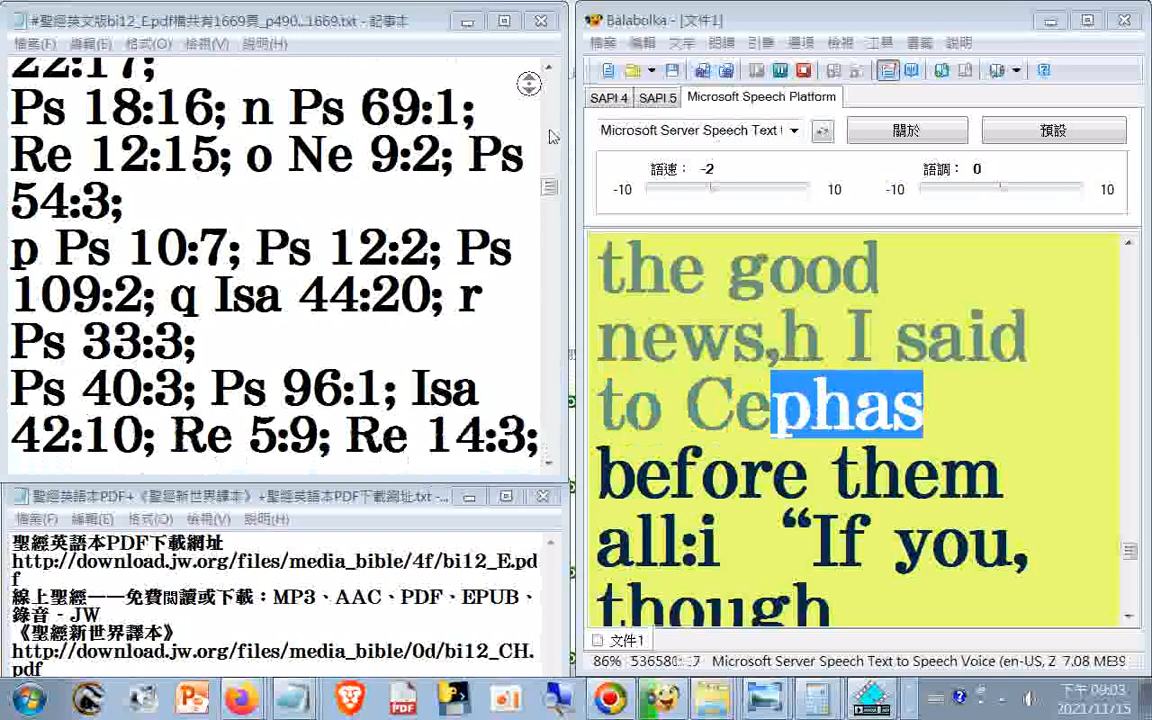 #聖經英文版bi12_E.pdf檔共有1669頁_p490...1669.txt - 記事本
檔案(F) 編輯(E) 格式(O) 檢視(V) 說明(H)
22:17;
Ps 18:16; n Ps 69:1;
Re 12:15; o Ne 9:2; Ps
54:3;
p Ps 10:7; Ps 12:2; Ps
109:2; q Isa 44:20; r
Ps 33:3;
Ps 40:3; Ps 96:1; Isa
42:10; Re 5:9; Re 14:3;
聖經英語本PDF+《聖經新世界譯本》+聖經英語本PDF下載網址.txt -...
檔案(F) 編輯(E) 格式(O) 檢視(V) 說明(H)
聖經英語本PDF下載網址
http://download.jw.org/files/media_bible/4f/bi12_E.pd
f
線上聖經——免費閱讀或下載：MP3、AAC、PDF、EPUB、
錄音 - JW
《聖經新世界譯本》
http://download.jw.org/files/media_bible/0d/bi12_CH.
pdf
Balabolka - [文件1]
檔案 編輯 文字 朗讀 引擎 選項 檢視 工具 書籤 說明
SAPI 4 SAPI 5 Microsoft Speech Platform
Microsoft Server Speech Text 關於 預設
語速： -2 語調： 0
-10 10 -10 10
the good
news,h I said
to Cephas
before them
all:i “If you,
though
文件1
86% Microsoft Server Speech Text to Speech Voice (en-US, Z 7.08 MB
下午 09:03
2021/11/15